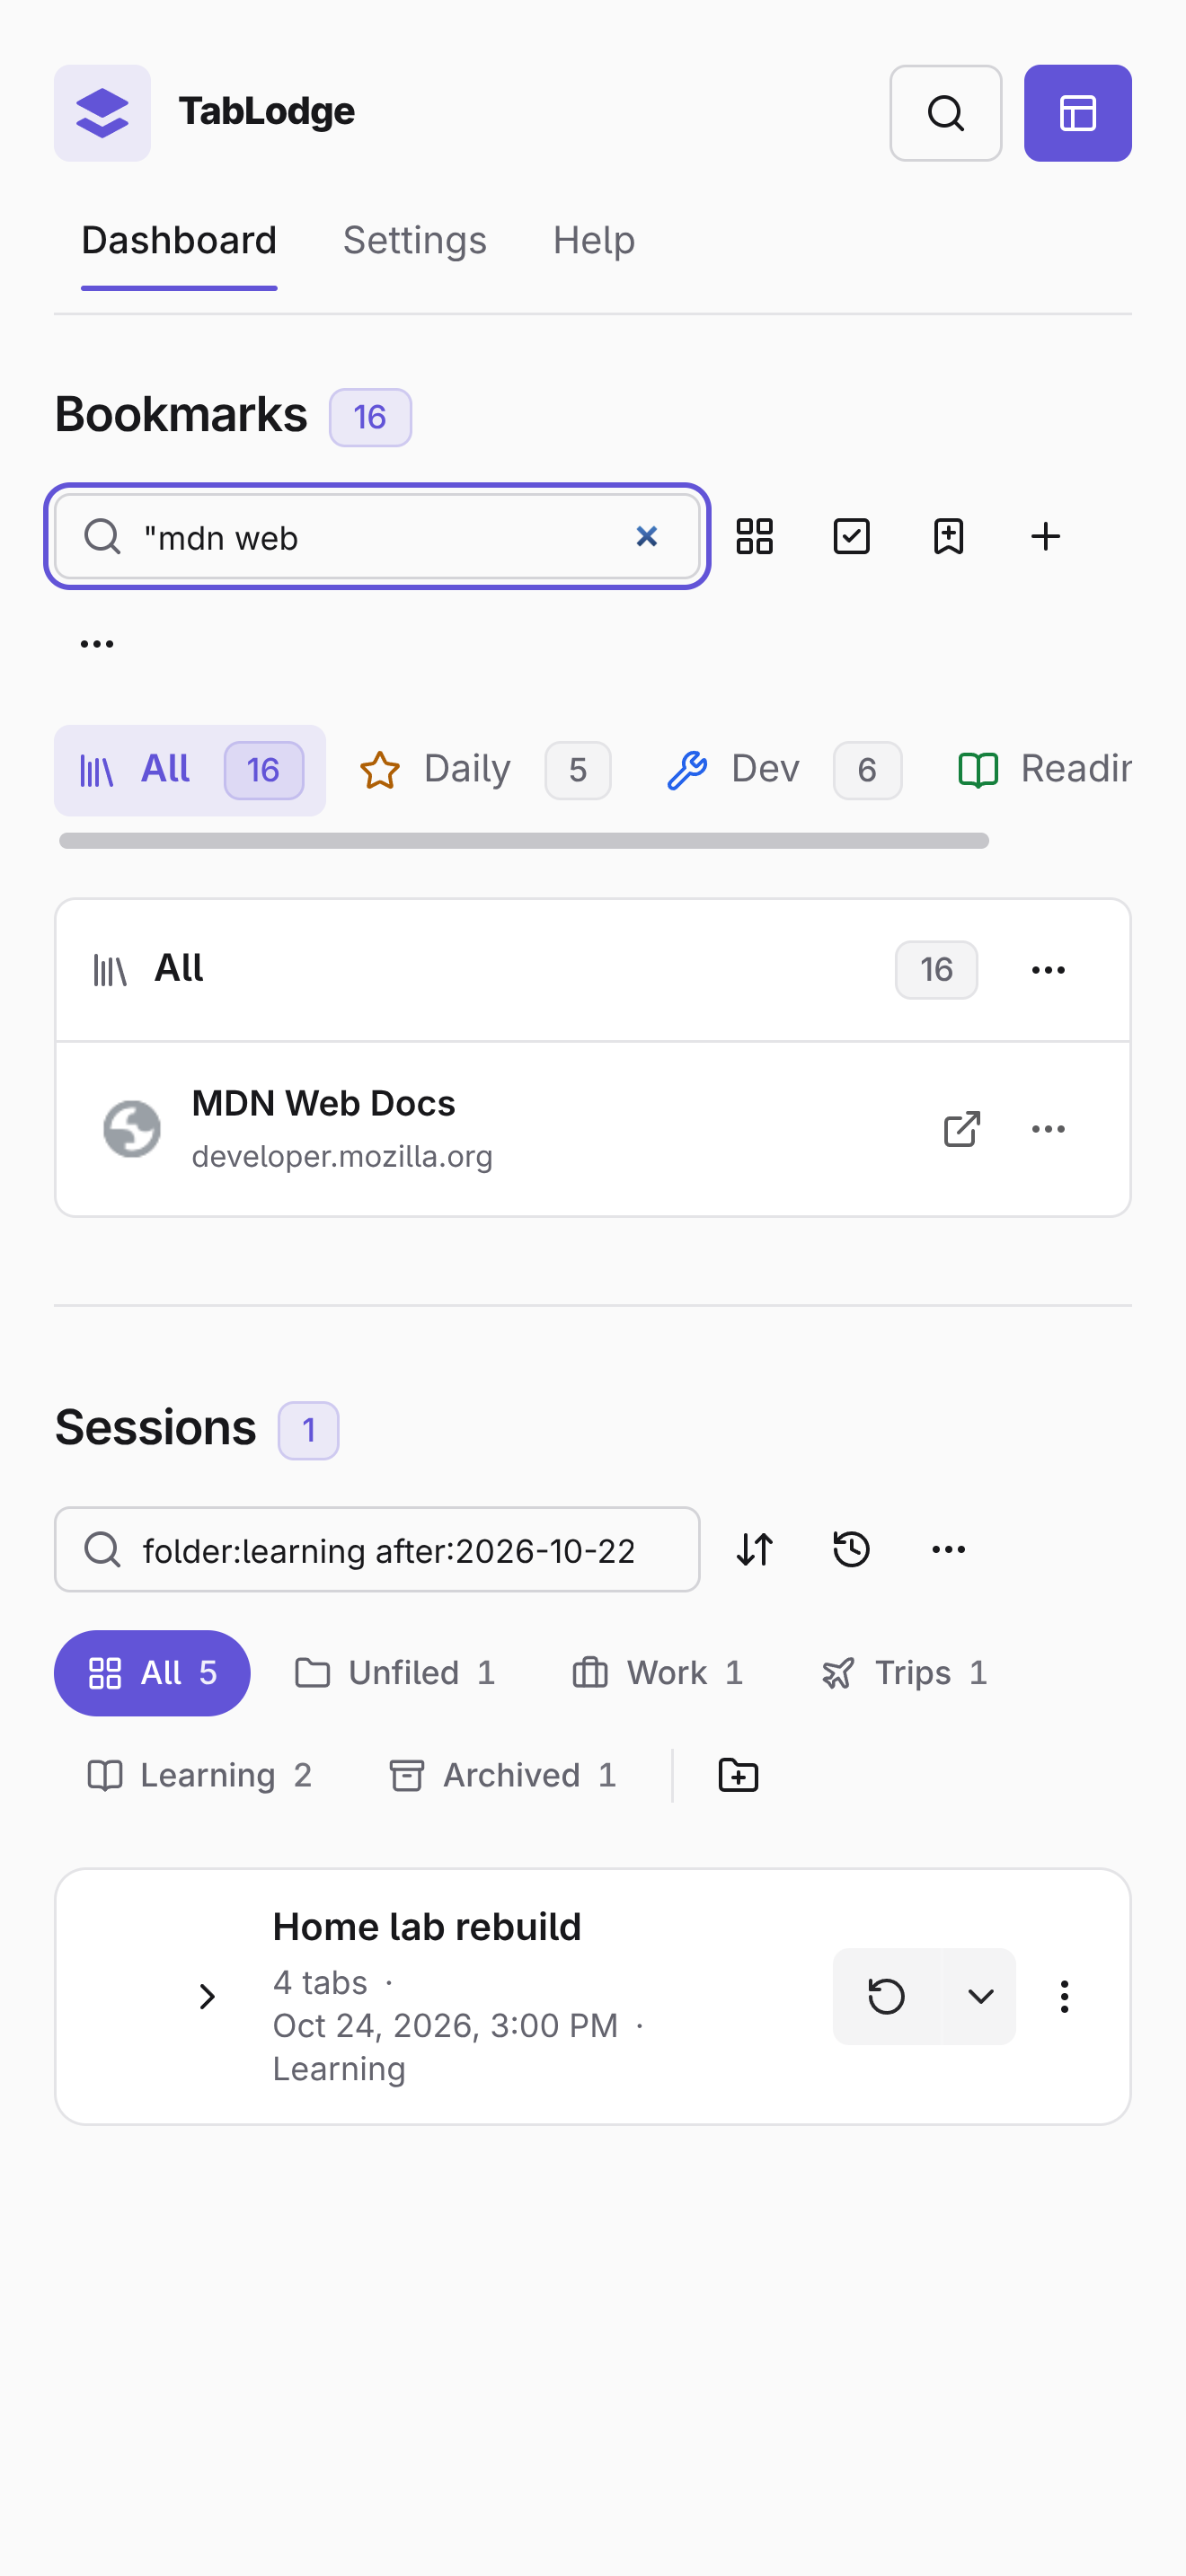 TabLodge
Dashboard Settings Help
Bookmarks 16
"mdn web
All 16 Daily 5 Dev 6 Readin
All 16
MDN Web Docs
developer.mozilla.org
Sessions 1
folder:learning after:2026-10-22
All 5 Unfiled 1 Work 1 Trips 1
Learning 2 Archived 1
Home lab rebuild
4 tabs ·
Oct 24, 2026, 3:00 PM ·
Learning